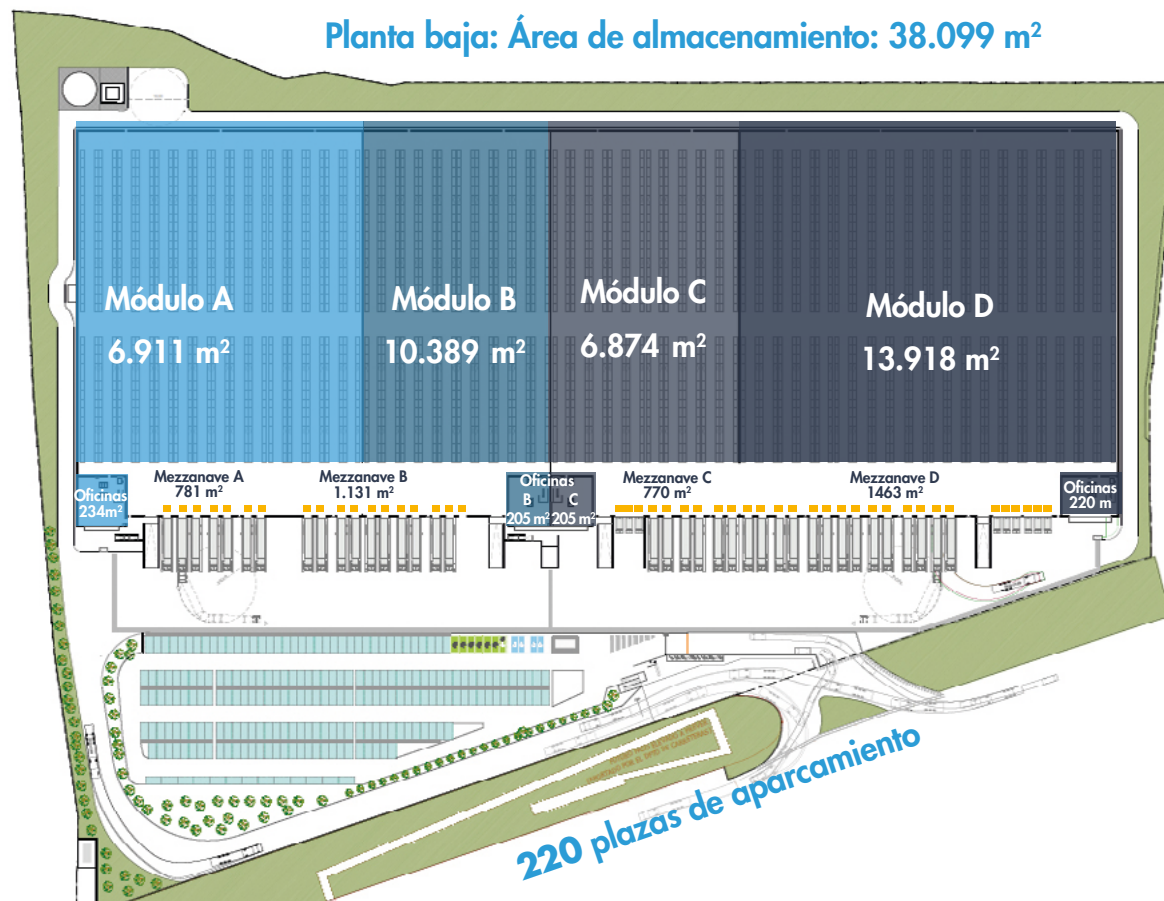 Planta baja: Área de almacenamiento: 38.099 m²
Módulo A
6.911 m²
Módulo B
10.389 m²
Módulo C
6.874 m²
Módulo D
13.918 m²
Oficinas
234m²
Mezzanave A
781 m²
Mezzanave B
1.131 m²
Oficinas
B C
205 m² 205 m²
Mezzanave C
770 m²
Mezzanave D
1463 m²
Oficinas
220 m
220 plazas de aparcamiento